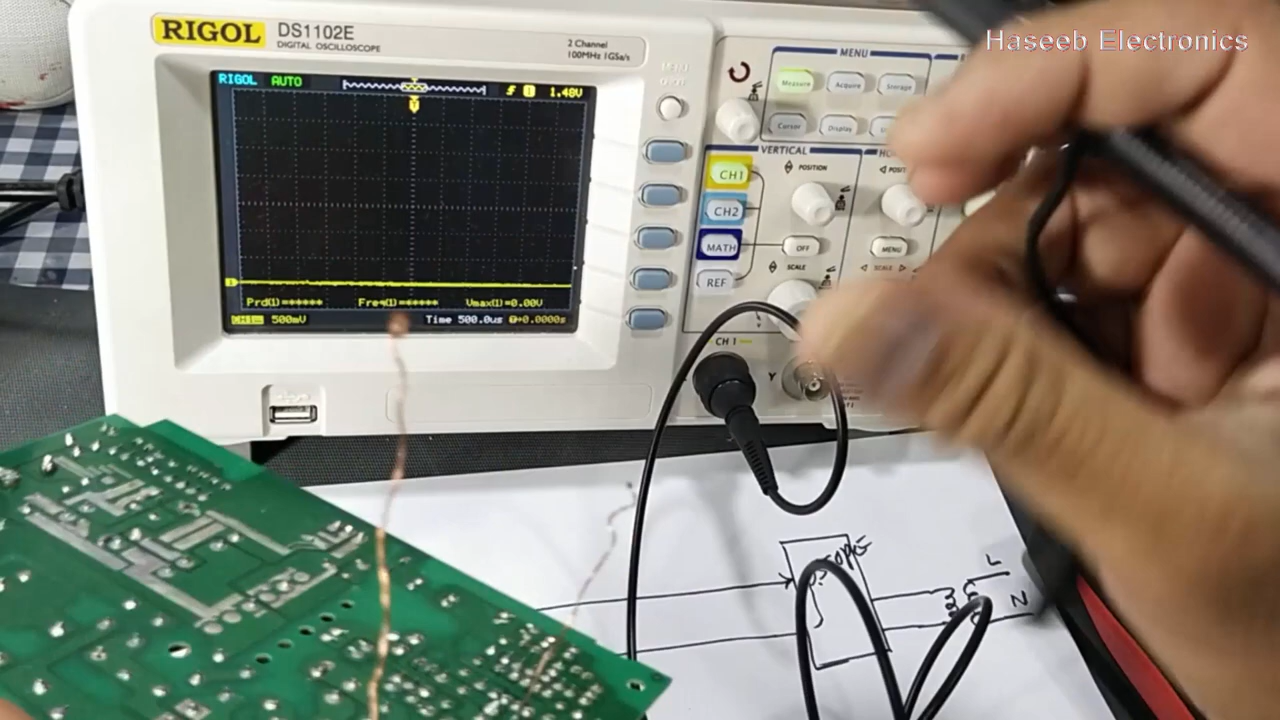 Haseeb Electronics
RIGOL DS1102E
DIGITAL OSCILLOSCOPE
2 Channel
100MHz 1GSa/s
MENU
RIGOL AUTO
1 1.48V
Prd(1)=***** Freq(1)=***** Vmax(1)=0.00V
CH1 500mV Time 500.0us T→0.0000s
MENU
Measure Acquire Storage
Cursor Display
VERTICAL
CH1
POSITION
CH2
MATH OFF
SCALE
REF
MENU
SCALE
CH 1
Y
L
N